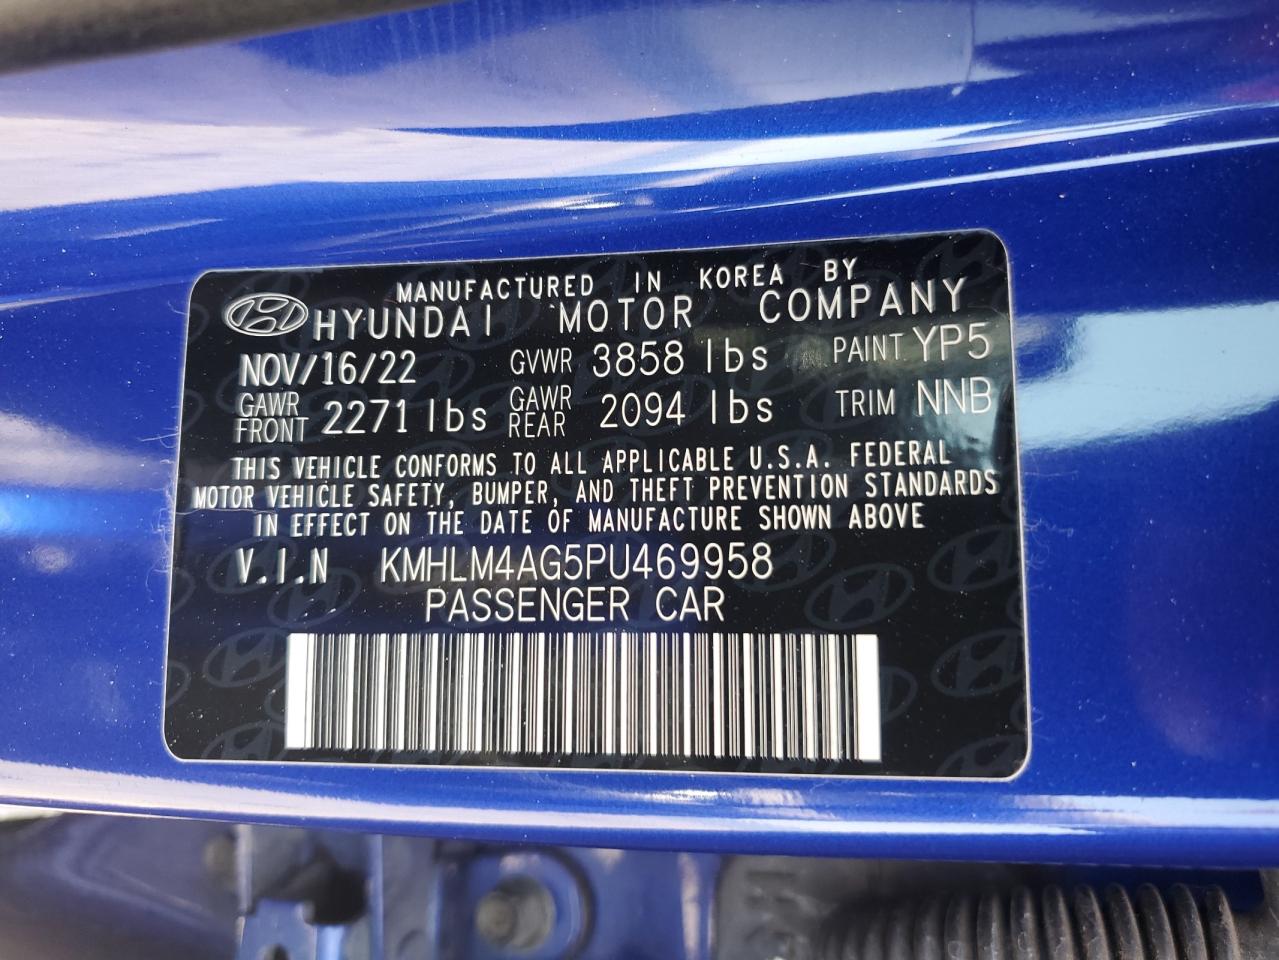 MANUFACTURED IN KOREA BY
HYUNDAI MOTOR COMPANY
NOV/16/22 GVWR 3858 lbs PAINT YP5
GAWR FRONT 2271 lbs GAWR REAR 2094 lbs TRIM NNB
THIS VEHICLE CONFORMS TO ALL APPLICABLE U.S.A. FEDERAL
MOTOR VEHICLE SAFETY, BUMPER, AND THEFT PREVENTION STANDARDS
IN EFFECT ON THE DATE OF MANUFACTURE SHOWN ABOVE
V.I.N KMHLM4AG5PU469958
PASSENGER CAR